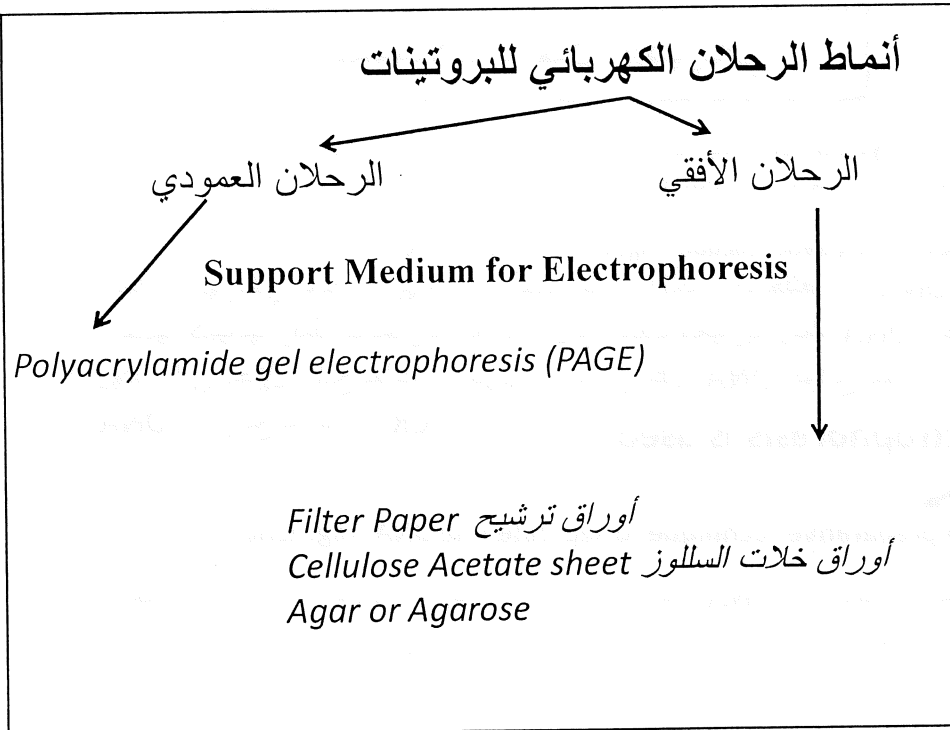 أنماط الرحلان الكهربائي للبروتينات
الرحلان الأفقي
الرحلان العمودي
Support Medium for Electrophoresis
Polyacrylamide gel electrophoresis (PAGE)
Filter Paper أوراق ترشيح
Cellulose Acetate sheet أوراق خلات السللوز
Agar or Agarose